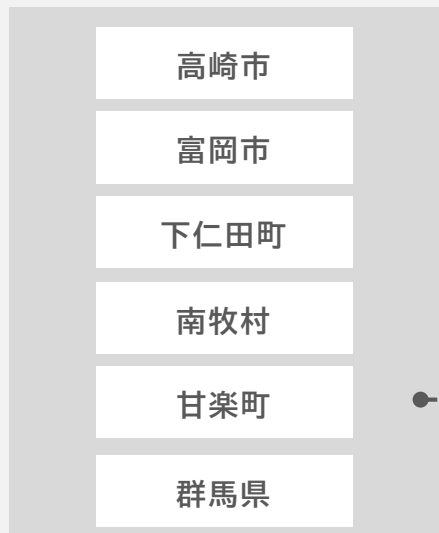 高崎市
富岡市
下仁田町
南牧村
甘楽町
群馬県